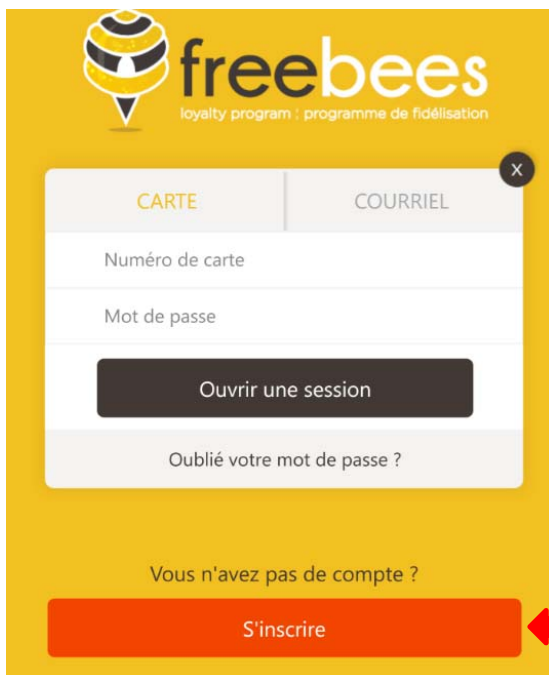 freebees
loyalty program : programme de fidélisation
X
CARTE COURRIEL
Numéro de carte
Mot de passe
Ouvrir une session
Oublié votre mot de passe ?
Vous n'avez pas de compte ?
S'inscrire